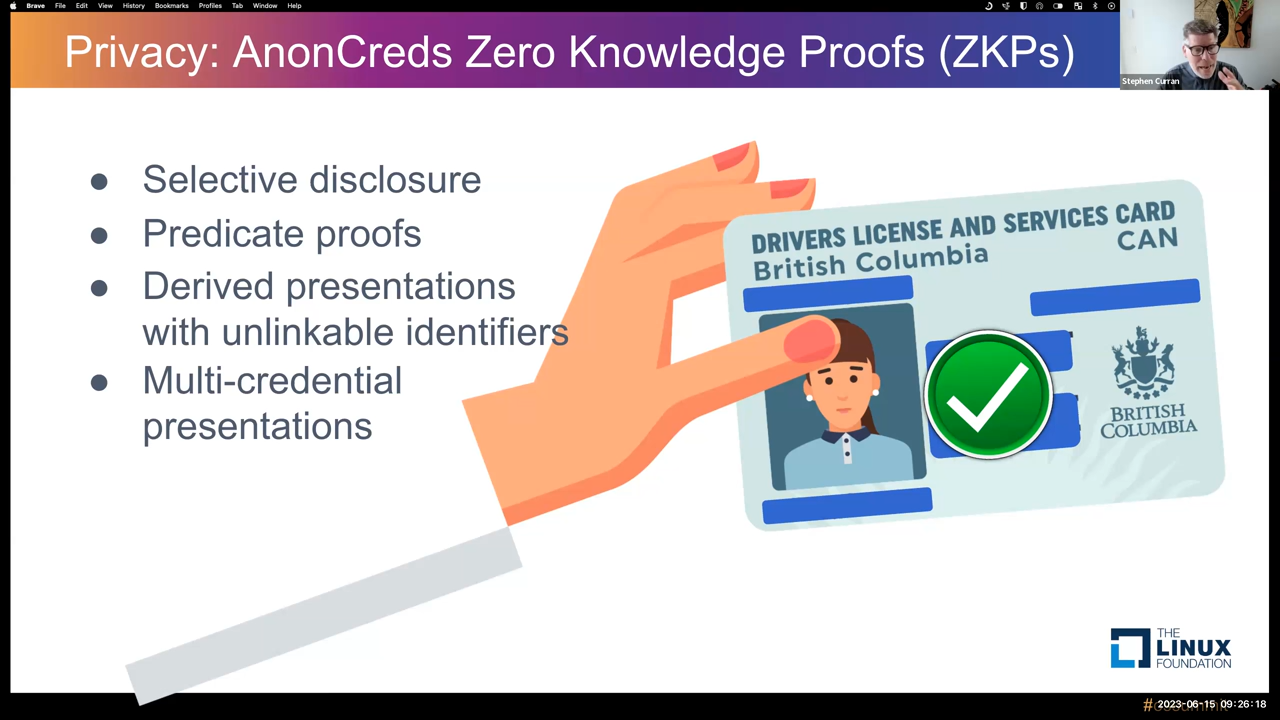 Brave File Edit View History Bookmarks Profiles Tab Window Help
Privacy: AnonCreds Zero Knowledge Proofs (ZKPs)
Stephen Curran
● Selective disclosure
● Predicate proofs
● Derived presentations
with unlinkable identifiers
● Multi-credential
presentations
DRIVERS LICENSE AND SERVICES CARD
British Columbia
CAN
BRITISH
COLUMBIA
THE
LINUX
FOUNDATION
2023-06-15 09:26:18